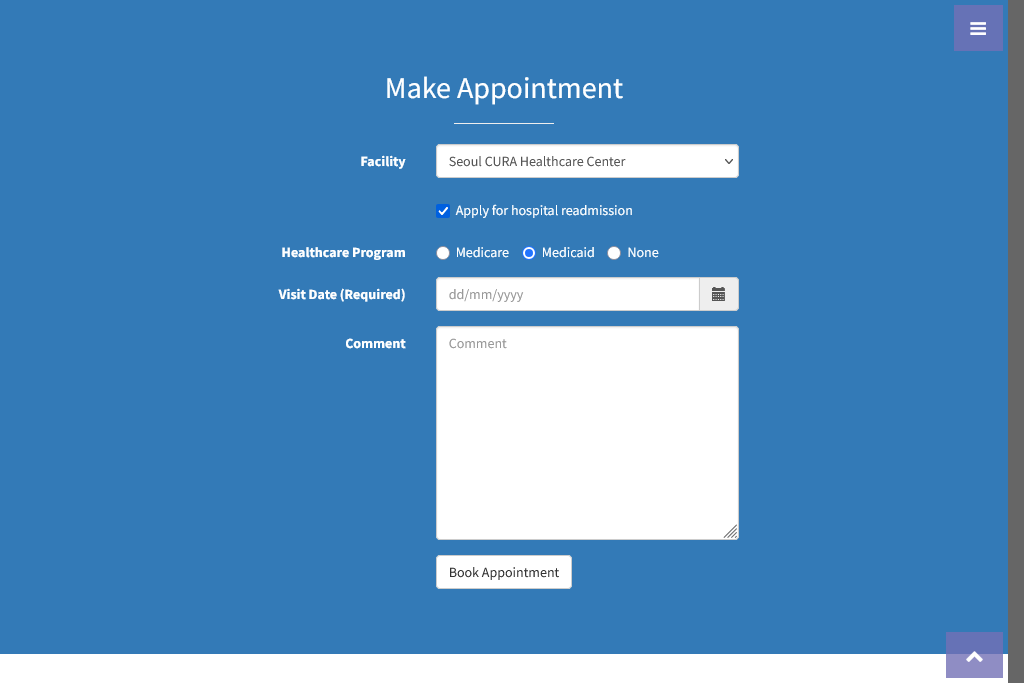 Make Appointment
Facility
Seoul CURA Healthcare Center
Apply for hospital readmission
Healthcare Program
Medicare Medicaid None
Visit Date (Required)
dd/mm/yyyy
Comment
Comment
Book Appointment